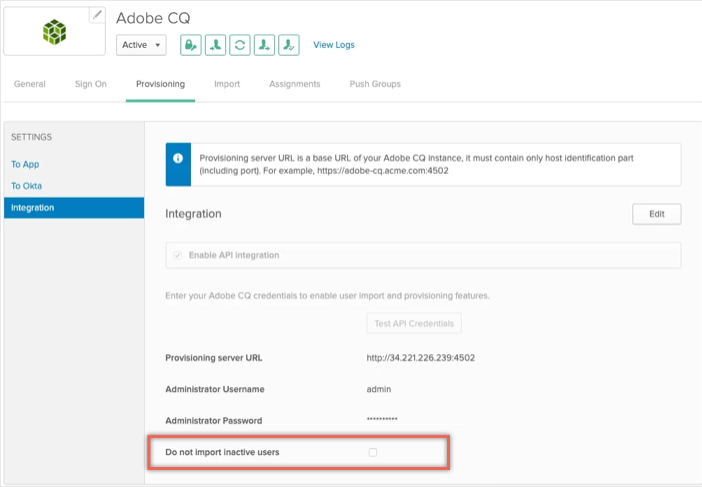 Adobe CQ
Active
View Logs
General Sign On Provisioning Import Assignments Push Groups
SETTINGS
To App
To Okta
Integration
Provisioning server URL is a base URL of your Adobe CQ instance, it must contain only host identification part
(including port). For example, https://adobe-cq.acme.com:4502
Integration
Edit
Enable API integration
Enter your Adobe CQ credentials to enable user import and provisioning features.
Test API Credentials
Provisioning server URL http://34.221.226.239:4502
Administrator Username admin
Administrator Password **********
Do not import inactive users